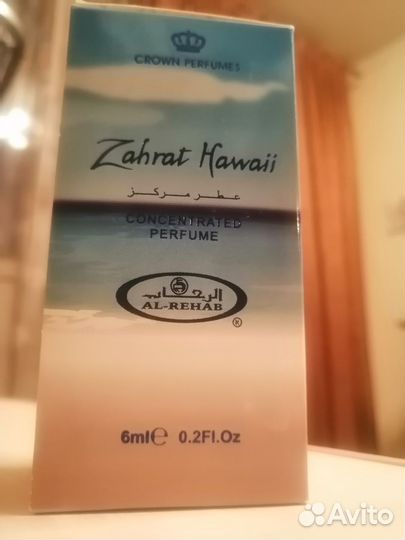 CROWN PERFUMES
Zahrat Hawaii
عطر مركز
CONCENTRATED
PERFUME
الرحاب
AL-REHAB
®
6ml℮ 0.2Fl.Oz
Avito